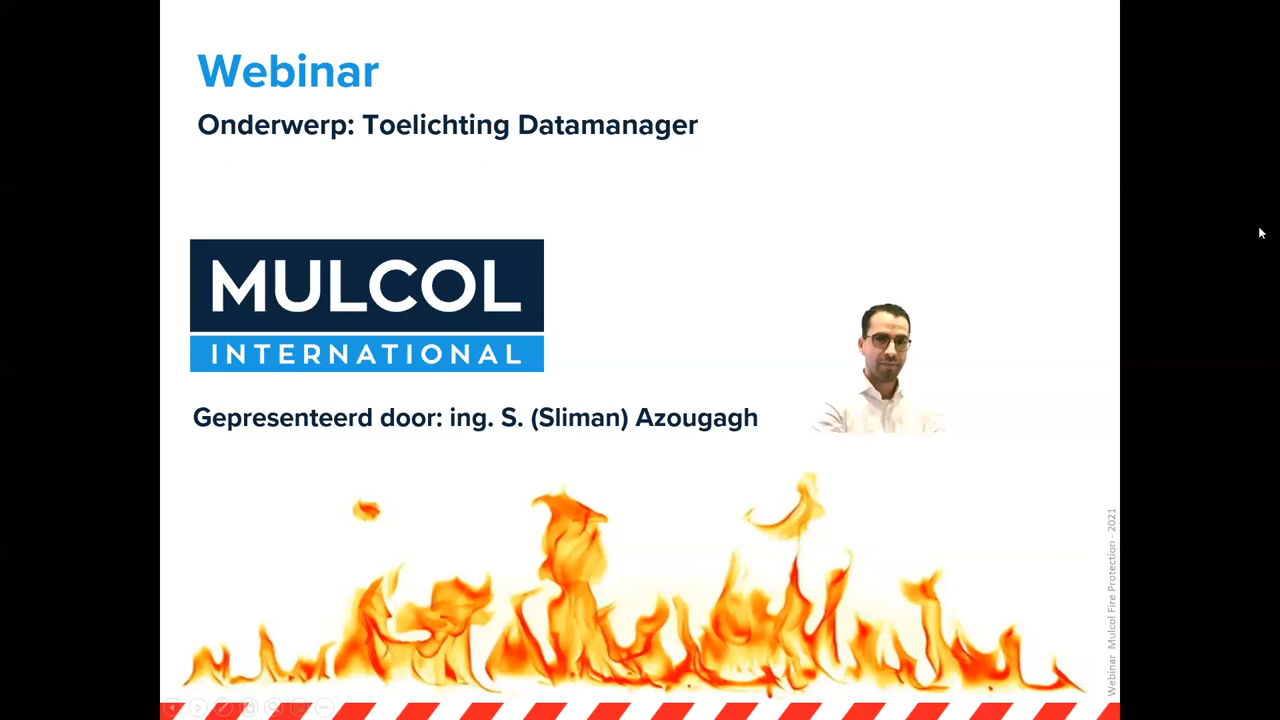 Webinar
Onderwerp: Toelichting Datamanager
MULCOL
INTERNATIONAL
Gepresenteerd door: ing. S. (Sliman) Azougagh
Webinar Mulcol Fire Protection - 2021